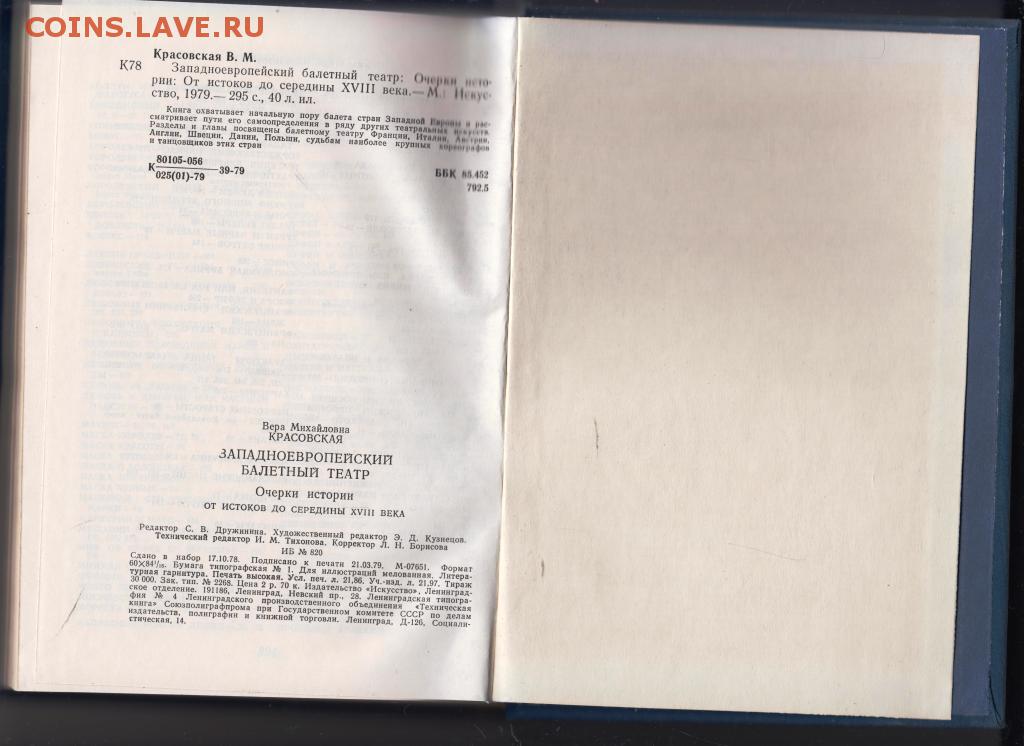 COINS.LAVE.RU
Красовская В. М.
К78 Западноевропейский балетный театр: Очерки исто-
рии: От истоков до середины XVIII века.— М.: Искус-
ство, 1979.— 295 с., 40 л. ил.
Книга охватывает начальную пору балета стран Западной Европы и рас-
сматривает пути его самоопределения в ряду других театральных искусств.
Разделы и главы посвящены балетному театру Франции, Италии, Австрии,
Англии, Швеции, Дании, Польши, судьбам наиболее крупных хореографов
и танцовщиков этих стран
80105-056
К 39-79
025(01)-79
ББК 85.452
792.5
Вера Михайловна
КРАСОВСКАЯ
ЗАПАДНОЕВРОПЕЙСКИЙ
БАЛЕТНЫЙ ТЕАТР
Очерки истории
ОТ ИСТОКОВ ДО СЕРЕДИНЫ XVIII ВЕКА
Редактор С. В. Дружинина. Художественный редактор Э. Д. Кузнецов.
Технический редактор И. М. Тихонова. Корректор Л. Н. Борисова
ИБ № 820
Сдано в набор 17.10.78. Подписано к печати 21.03.79. М-07651. Формат
60×84¹/₁₆. Бумага типографская № 1. Для иллюстраций мелованная. Литера-
турная гарнитура. Печать высокая. Усл. печ. л. 21,86. Уч.-изд. л. 21,97. Тираж
30 000. Зак. тип. № 2268. Цена 2 р. 70 к. Издательство «Искусство», Ленинград-
ское отделение. 191186, Ленинград, Невский пр., 28. Ленинградская типогра-
фия № 4 Ленинградского производственного объединения «Техническая
книга» Союзполиграфпрома при Государственном комитете СССР по делам
издательств, полиграфии и книжной торговли. Ленинград, Д-126, Социали-
стическая, 14.